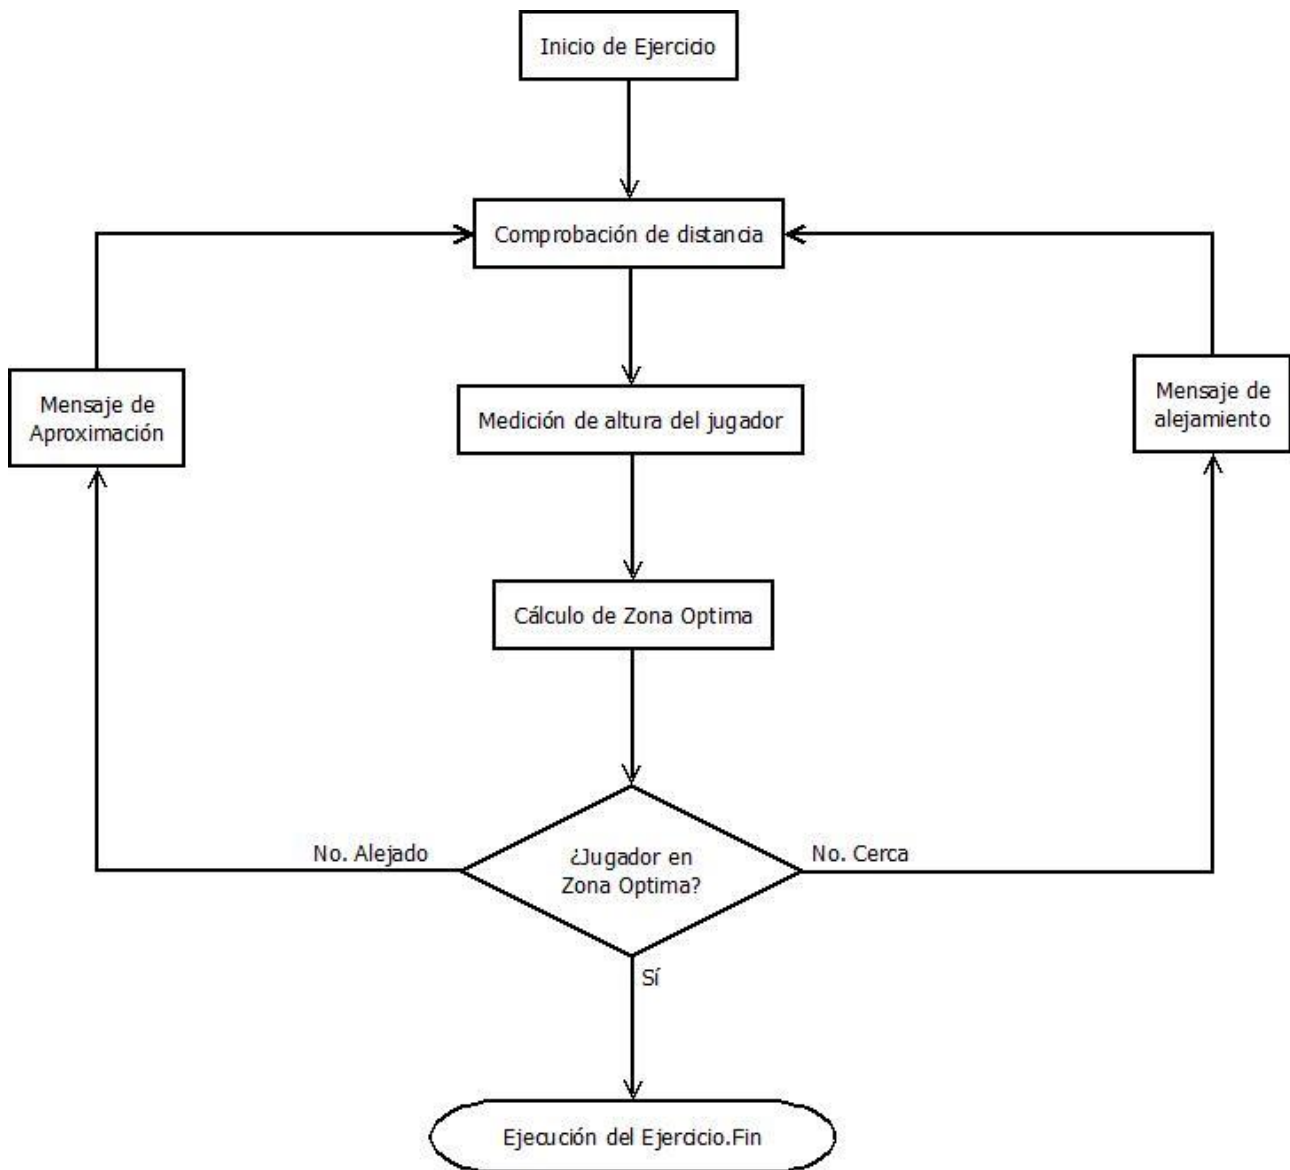 Inicio de Ejercicio
Comprobación de distancia
Mensaje de
Aproximación
Medición de altura del jugador
Mensaje de
alejamiento
Cálculo de Zona Optima
No. Alejado
¿Jugador en
Zona Optima?
No. Cerca
Sí
Ejecución del Ejercicio.Fin